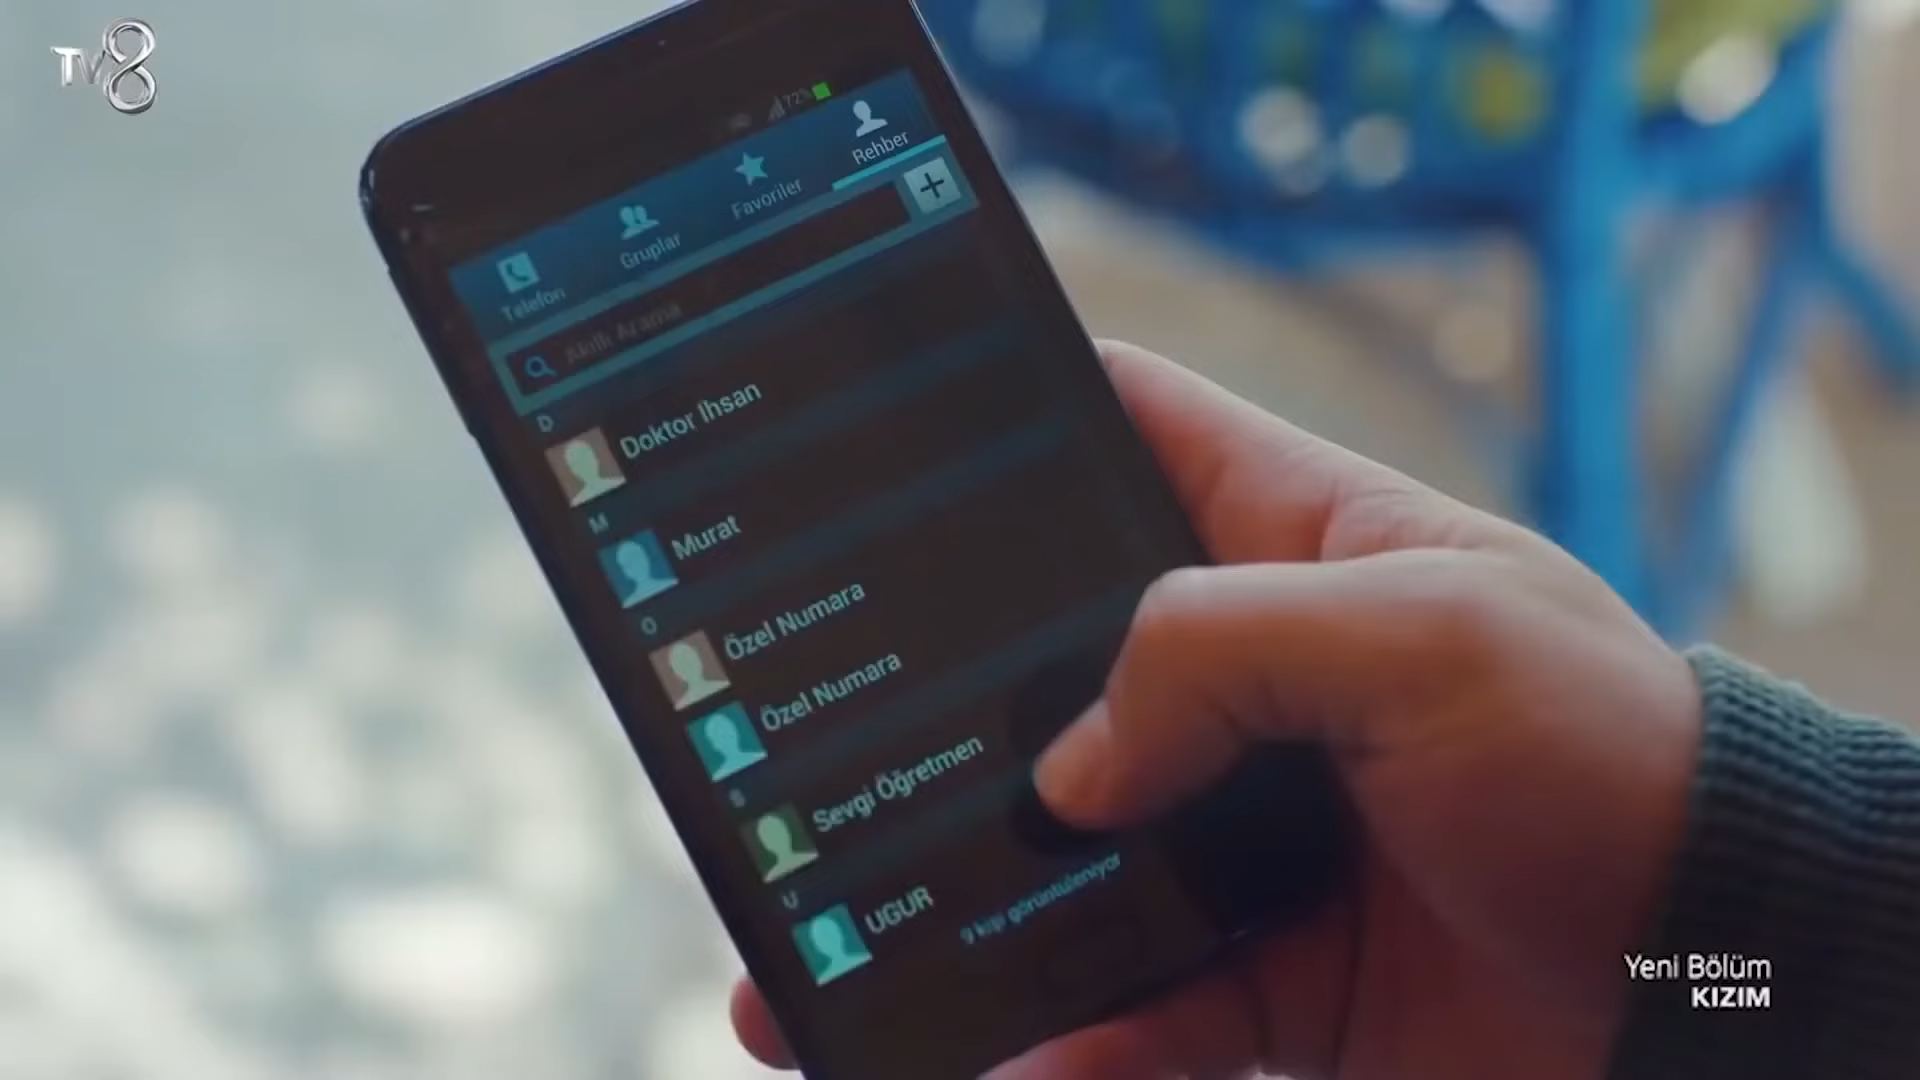 TV8
72%
Telefon
Gruplar
Favoriler
Rehber
Akıllı Arama
D
Doktor İhsan
M
Murat
O
Özel Numara
Özel Numara
S
Sevgi Öğretmen
U
UGUR
9 kişi görüntüleniyor
Yeni Bölüm
KIZIM